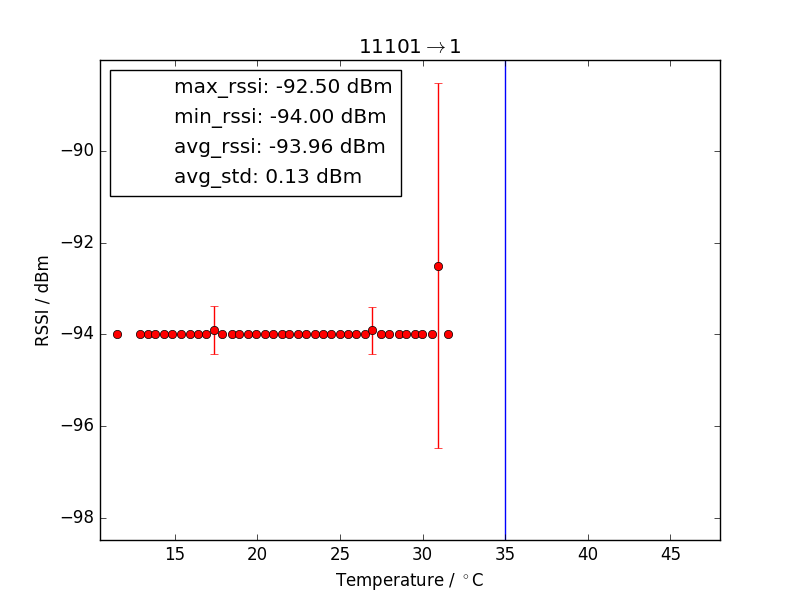 11101→1
max_rssi: -92.50 dBm
min_rssi: -94.00 dBm
avg_rssi: -93.96 dBm
avg_std: 0.13 dBm
−90
−92
−94
−96
−98
RSSI / dBm
15 20 25 30 35 40 45
Temperature / °C